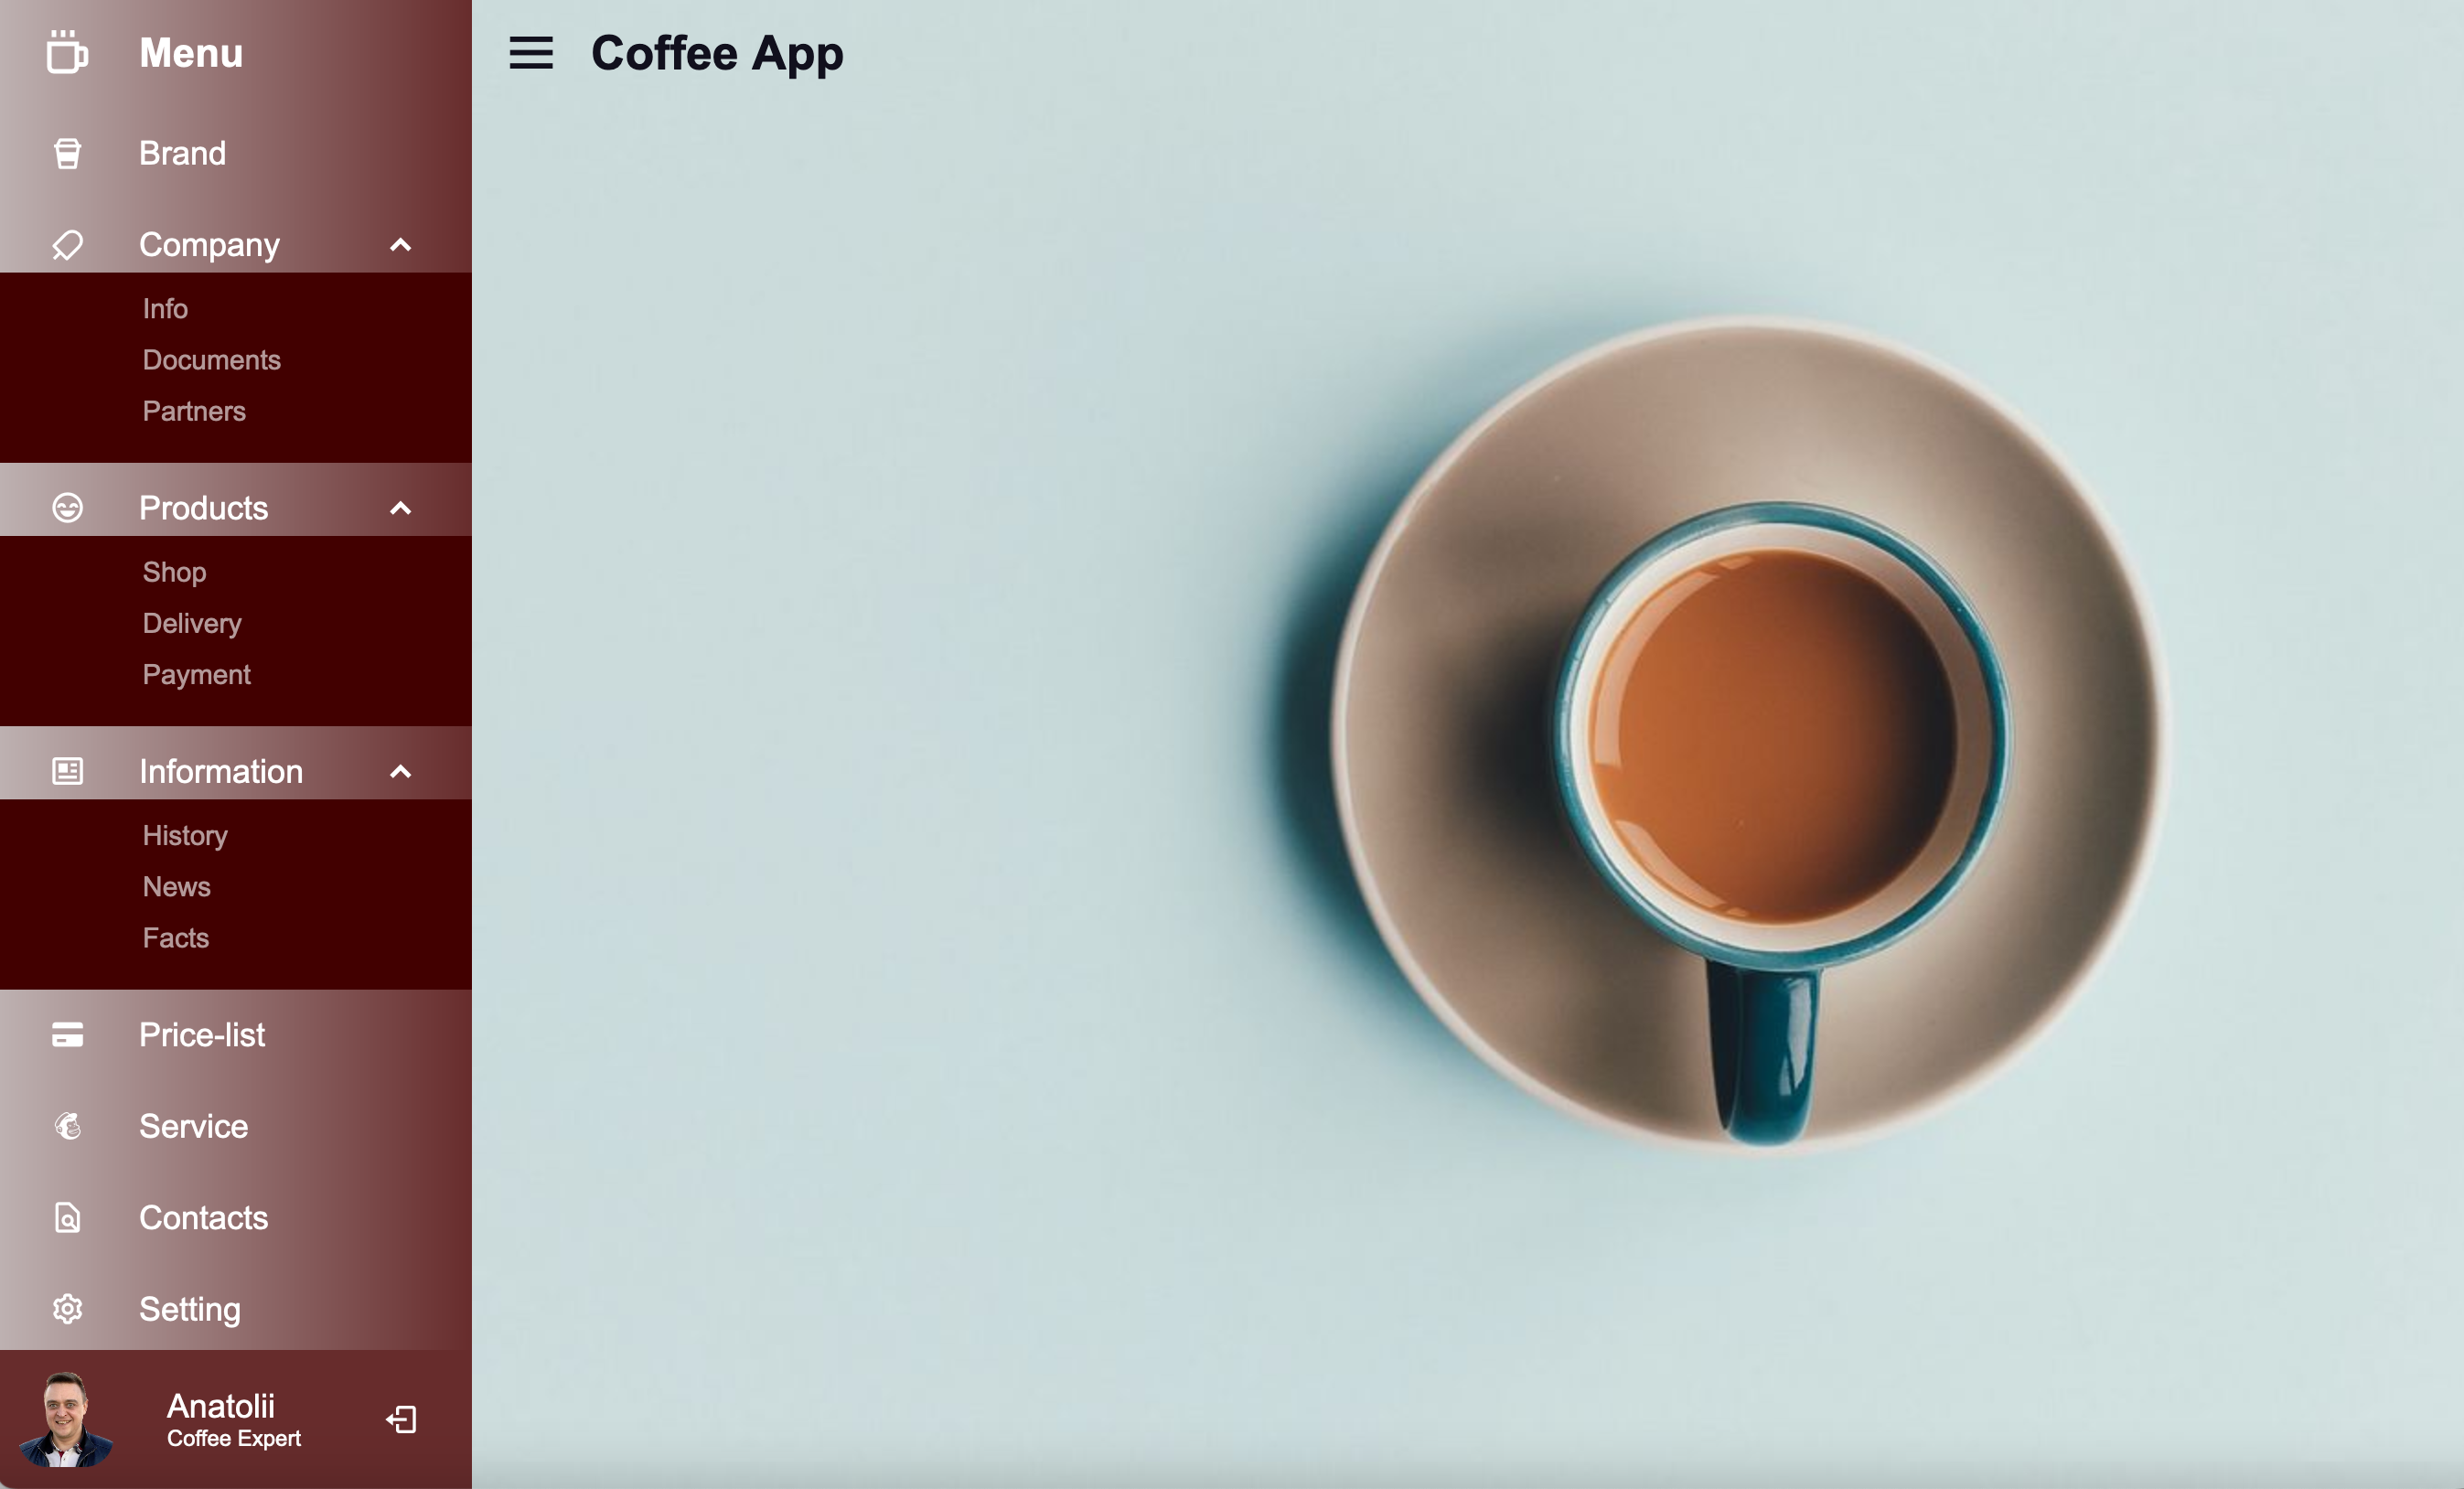 Menu
Coffee App
Brand
Company
Info
Documents
Partners
Products
Shop
Delivery
Payment
Information
History
News
Facts
Price-list
Service
Contacts
Setting
Anatolii
Coffee Expert